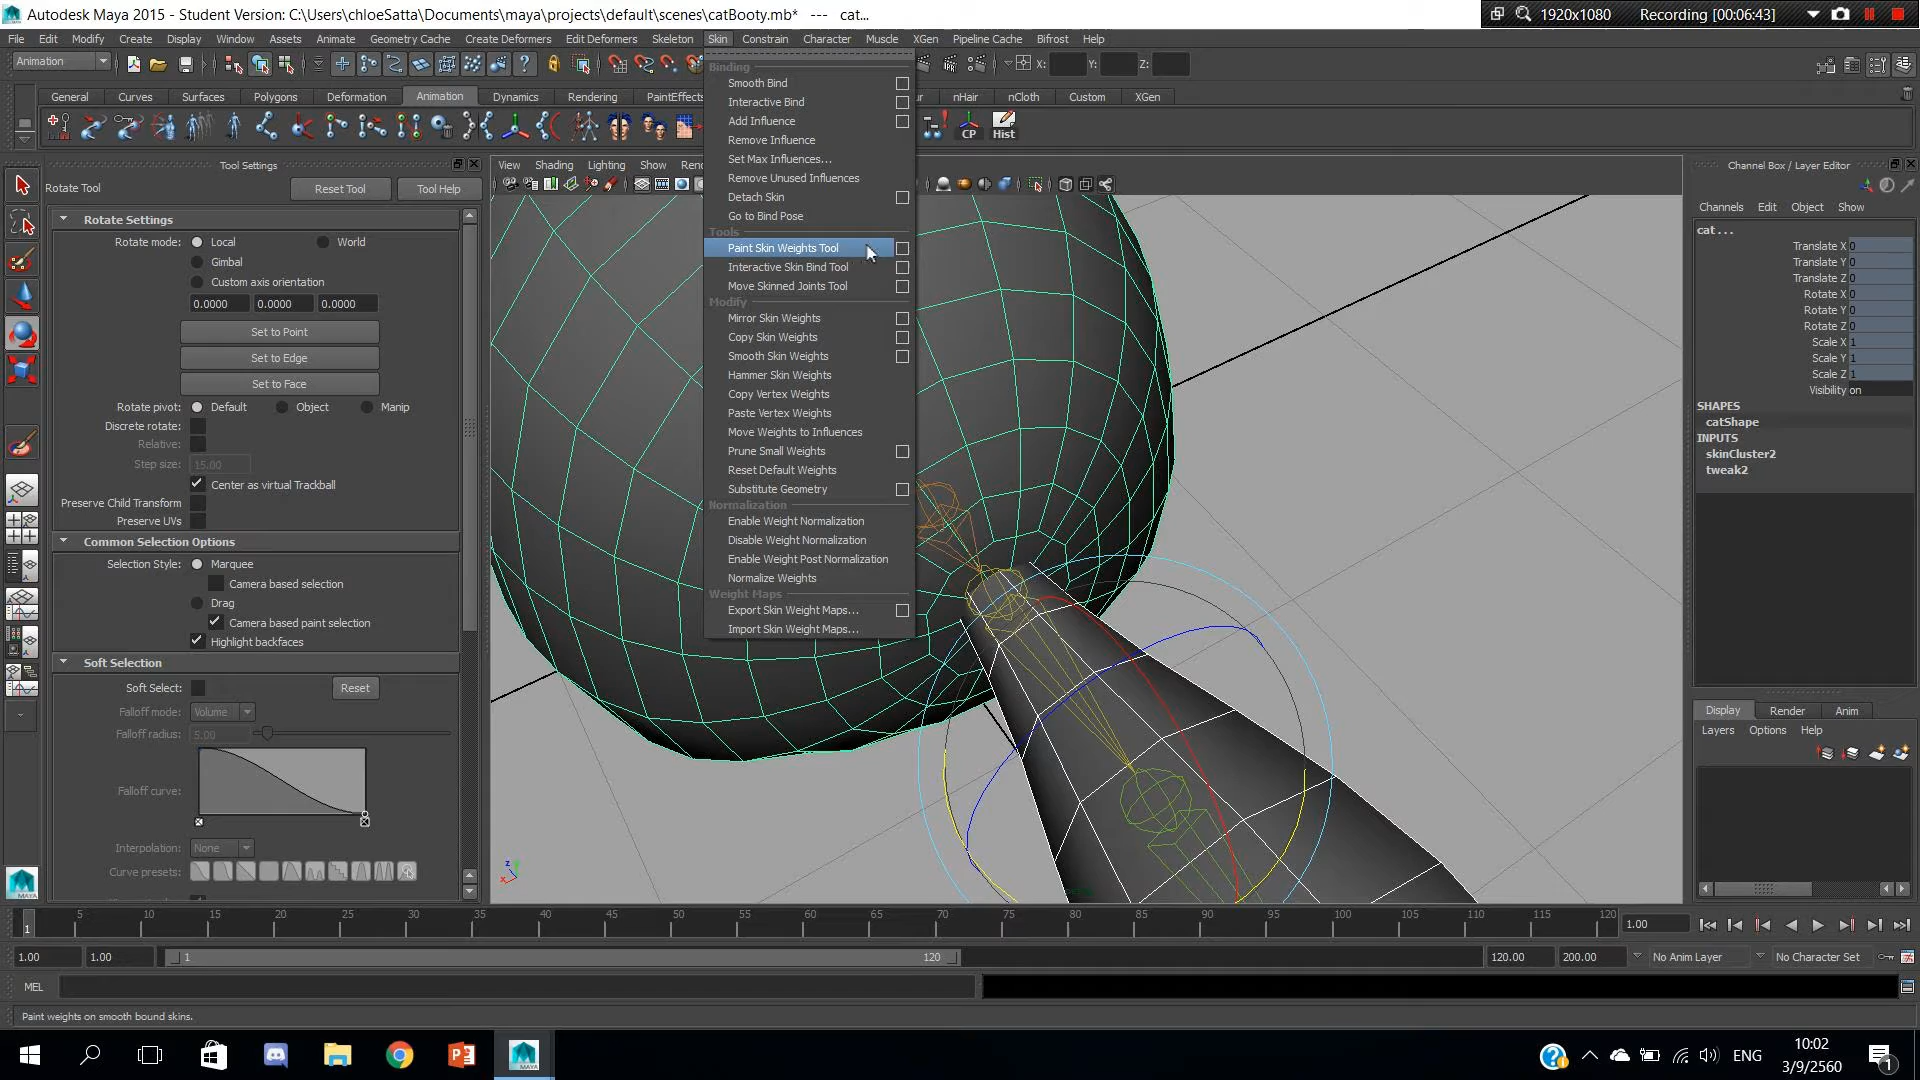 Autodesk Maya 2015 - Student Version: C:\Users\chloeSatta\Documents\maya\projects\default\scenes\catBooty.mb* --- cat...
1920x1080 Recording [00:06:43]
File Edit Modify Create Display Window Assets Animate Geometry Cache Create Deformers Edit Deformers Skeleton Skin Constrain Character Muscle XGen Pipeline Cache Bifrost Help
Animation
X: Y: Z:
General Curves Surfaces Polygons Deformation Animation Dynamics Rendering PaintEffects nHair nCloth Custom XGen
CP Hist
Tool Settings
Rotate Tool Reset Tool Tool Help
Rotate Settings
Rotate mode: Local World
Gimbal
Custom axis orientation
0.0000 0.0000 0.0000
Set to Point
Set to Edge
Set to Face
Rotate pivot: Default Object Manip
Discrete rotate:
Relative:
Step size: 15.00
Center as virtual Trackball
Preserve Child Transform
Preserve UVs
Common Selection Options
Selection Style: Marquee
Camera based selection
Drag
Camera based paint selection
Highlight backfaces
Soft Selection
Soft Select: Reset
Falloff mode: Volume
Falloff radius: 5.00
Falloff curve:
Interpolation: None
Curve presets:
View Shading Lighting Show
Binding
Smooth Bind
Interactive Bind
Add Influence
Remove Influence
Set Max Influences...
Remove Unused Influences
Detach Skin
Go to Bind Pose
Tools
Paint Skin Weights Tool
Interactive Skin Bind Tool
Move Skinned Joints Tool
Modify
Mirror Skin Weights
Copy Skin Weights
Smooth Skin Weights
Hammer Skin Weights
Copy Vertex Weights
Paste Vertex Weights
Move Weights to Influences
Prune Small Weights
Reset Default Weights
Substitute Geometry
Normalization
Enable Weight Normalization
Disable Weight Normalization
Enable Weight Post Normalization
Normalize Weights
Weight Maps
Export Skin Weight Maps...
Import Skin Weight Maps...
Channel Box / Layer Editor
Channels Edit Object Show
cat ...
Translate X 0
Translate Y 0
Translate Z 0
Rotate X 0
Rotate Y 0
Rotate Z 0
Scale X 1
Scale Y 1
Scale Z 1
Visibility on
SHAPES
catShape
INPUTS
skinCluster2
tweak2
Display Render Anim
Layers Options Help
z
x
5 10 15 20 25 30 35 40 45 50 55 60 65 70 75 80 85 90 95 100 105 110 115 120
1
1.00
1.00 1.00 1 120 120.00 200.00 No Anim Layer No Character Set
MEL
Paint weights on smooth bound skins.
ENG
10:02
3/9/2560
1